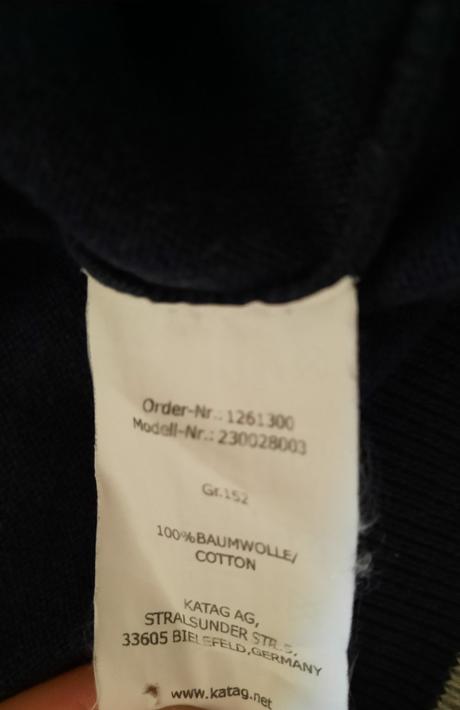 Order-Nr.: 1261300
Modell-Nr.: 230028003
Gr.152
100%BAUMWOLLE/
COTTON
KATAG AG,
STRALSUNDER STR.5,
33605 BIELEFELD,GERMANY
www.katag.net